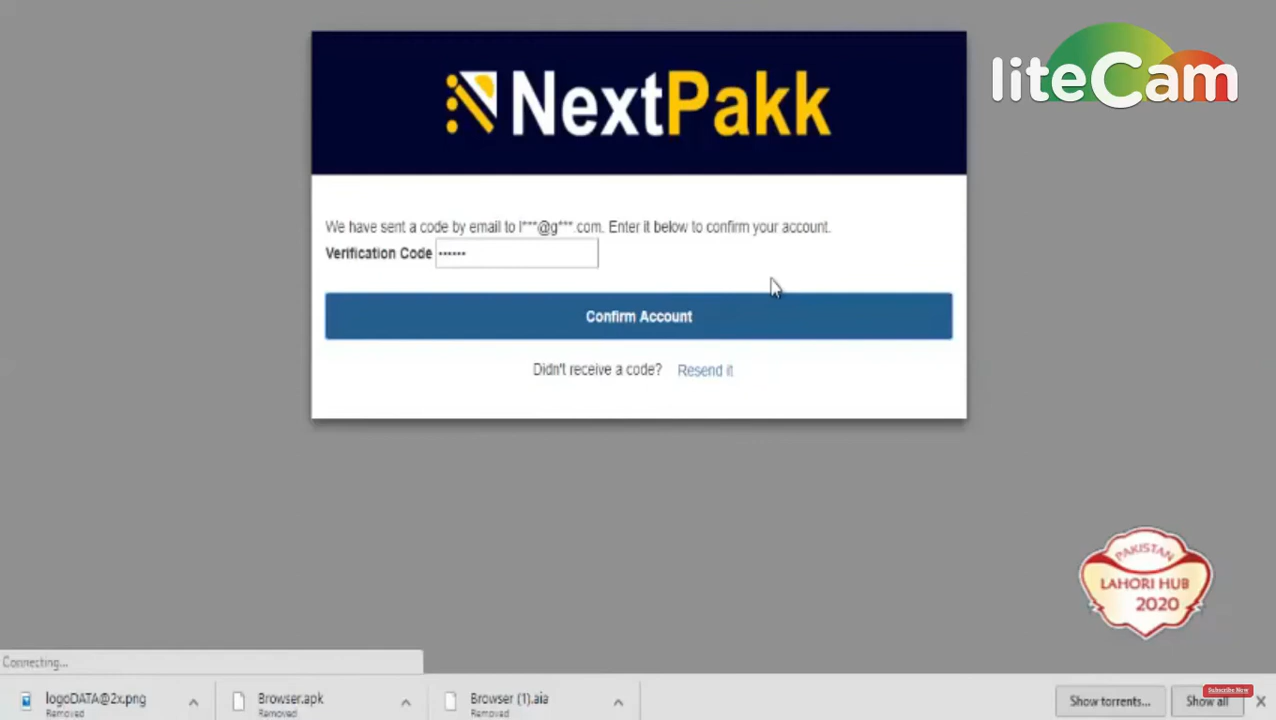 liteCam
NextPakk
We have sent a code by email to l***@g***.com. Enter it below to confirm your account.
Verification Code ••••••
Confirm Account
Didn't receive a code? Resend it
PAKISTAN
LAHORI HUB
2020
Connecting...
logoDATA@2x.png
Removed
Browser.apk
Removed
Browser (1).aia
Removed
Show torrents...
Show all
Subscribe Now